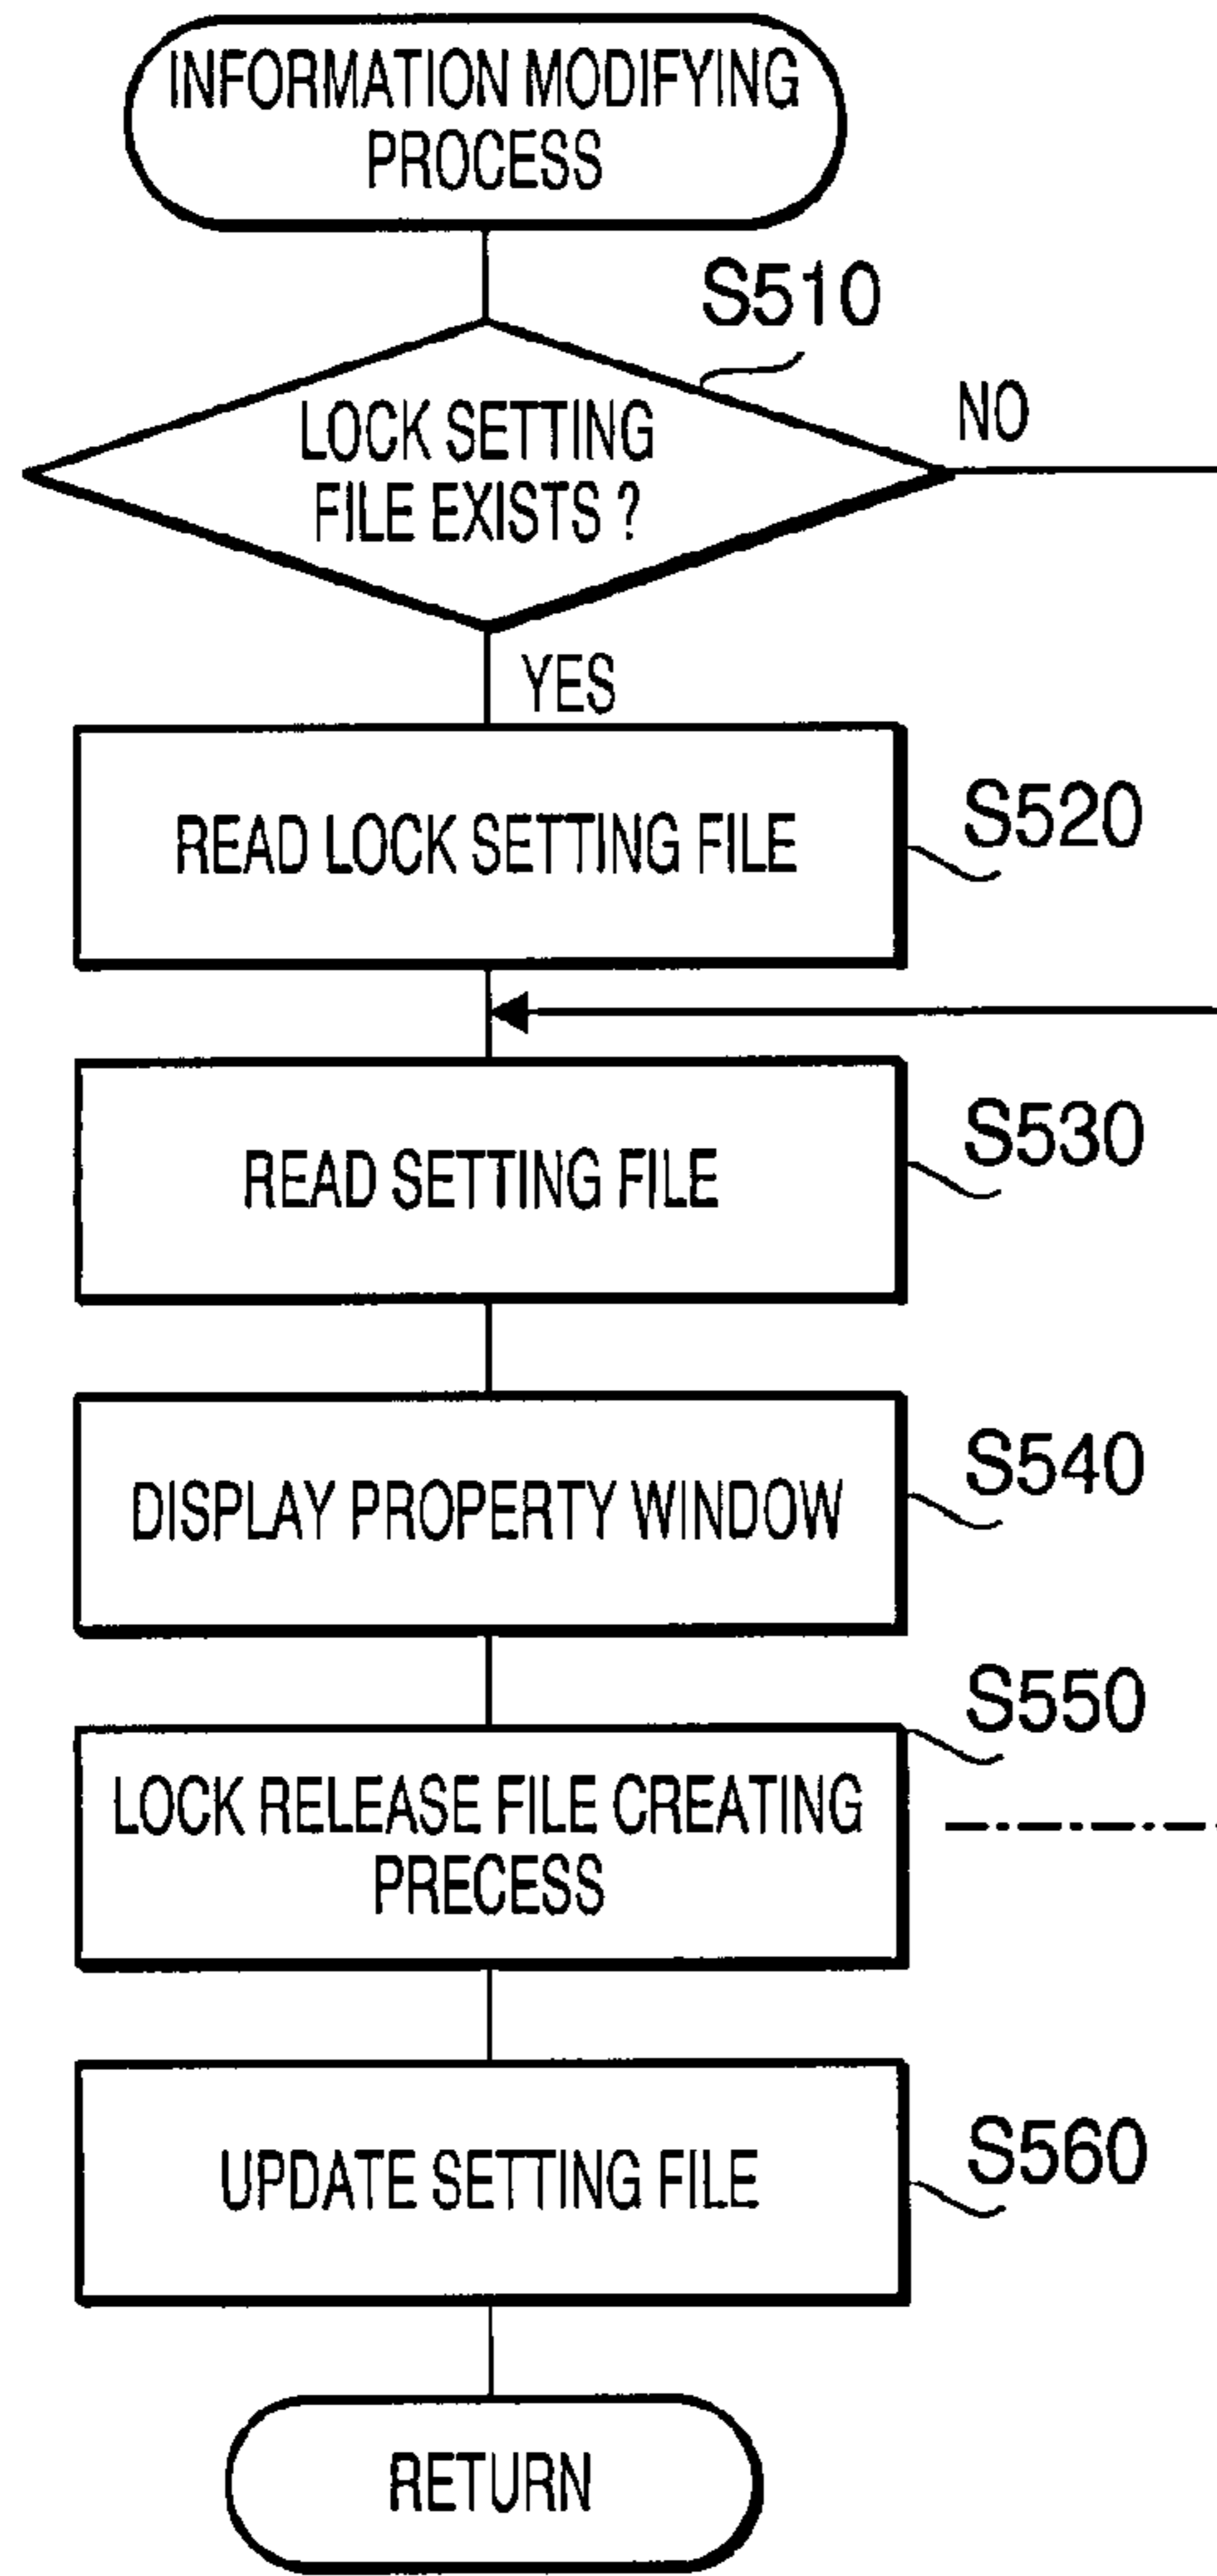 INFORMATION MODIFYING
PROCESS
S510
LOCK SETTING
FILE EXISTS ?
NO
YES
READ LOCK SETTING FILE
S520
READ SETTING FILE
S530
DISPLAY PROPERTY WINDOW
S540
S550
LOCK RELEASE FILE CREATING
PRECESS
UPDATE SETTING FILE
S560
RETURN